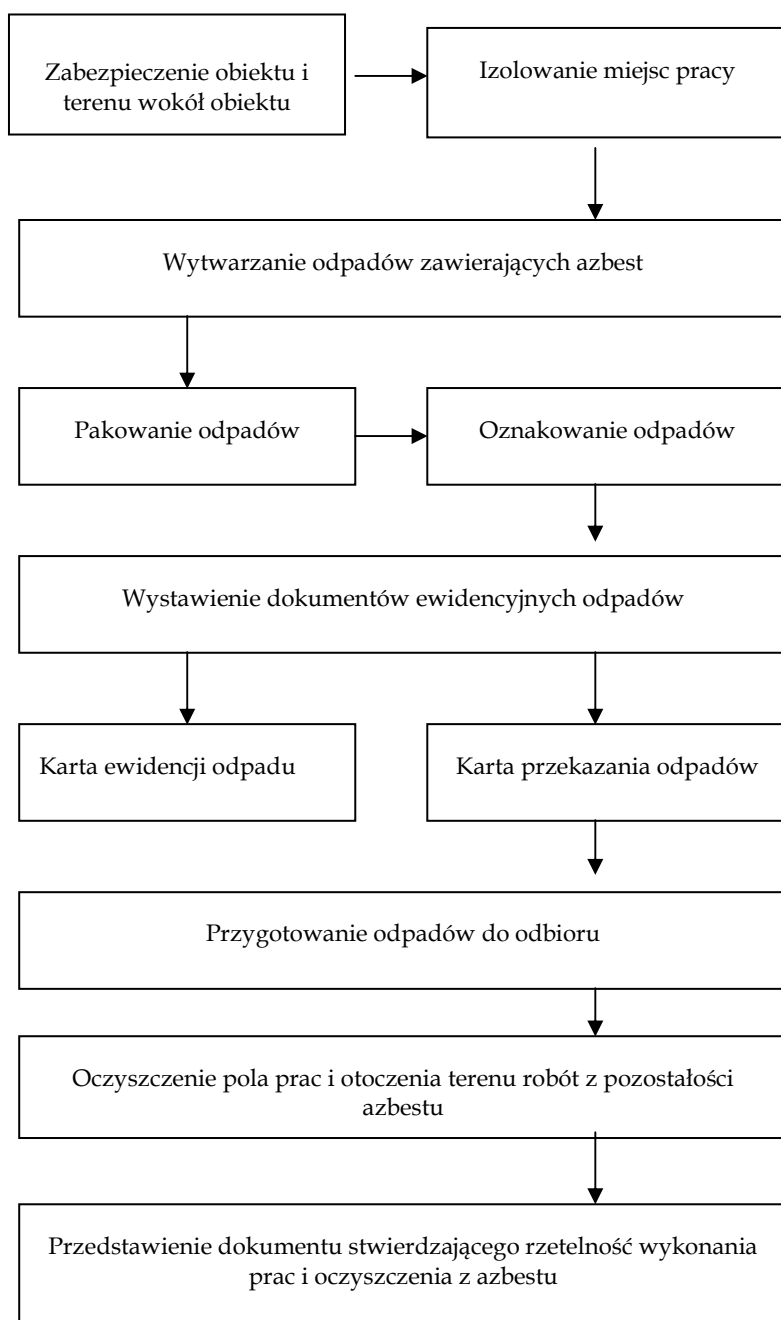 Zabezpieczenie obiektu i
terenu wokół obiektu
Izolowanie miejsc pracy
Wytwarzanie odpadów zawierających azbest
Pakowanie odpadów
Oznakowanie odpadów
Wystawienie dokumentów ewidencyjnych odpadów
Karta ewidencji odpadu
Karta przekazania odpadów
Przygotowanie odpadów do odbioru
Oczyszczenie pola prac i otoczenia terenu robót z pozostałości
azbestu
Przedstawienie dokumentu stwierdzającego rzetelność wykonania
prac i oczyszczenia z azbestu